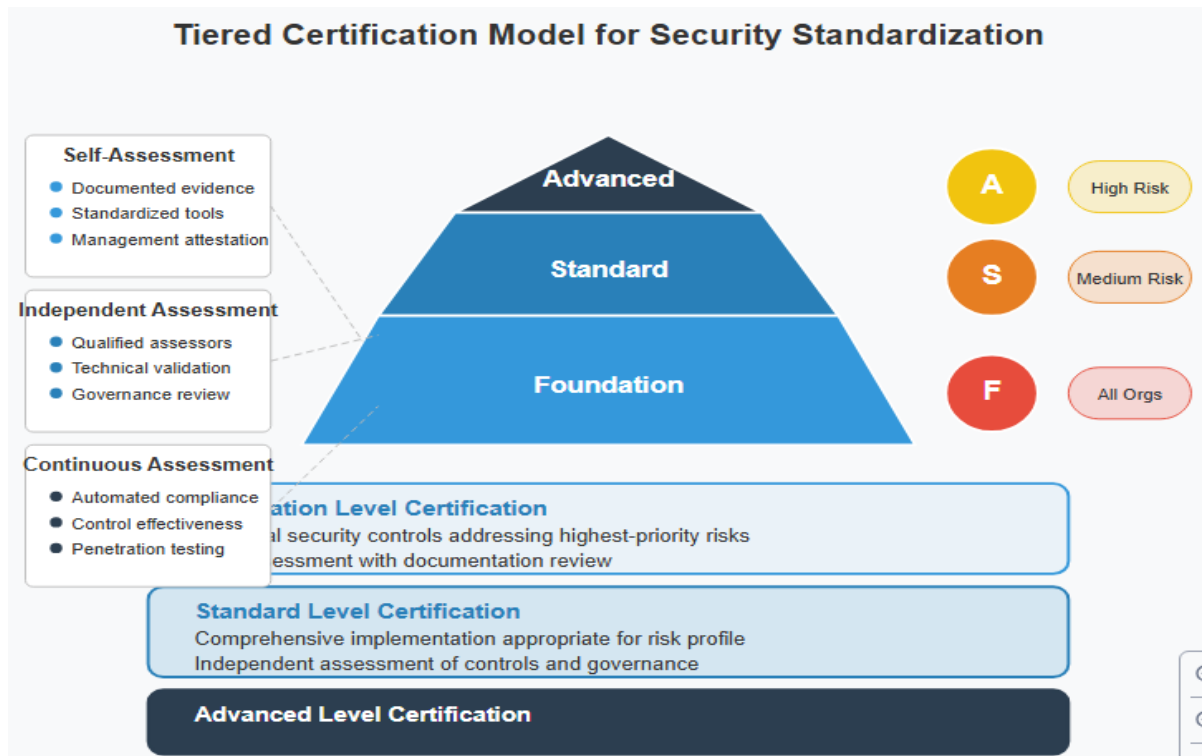 Tiered Certification Model for Security Standardization
Self-Assessment
Documented evidence
Standardized tools
Management attestation
Independent Assessment
Qualified assessors
Technical validation
Governance review
Continuous Assessment
Automated compliance
Control effectiveness
Penetration testing
Advanced
Standard
Foundation
A
High Risk
S
Medium Risk
F
All Orgs
Level Certification
security controls addressing highest-priority risks
with documentation review
Standard Level Certification
Comprehensive implementation appropriate for risk profile
Independent assessment of controls and governance
Advanced Level Certification